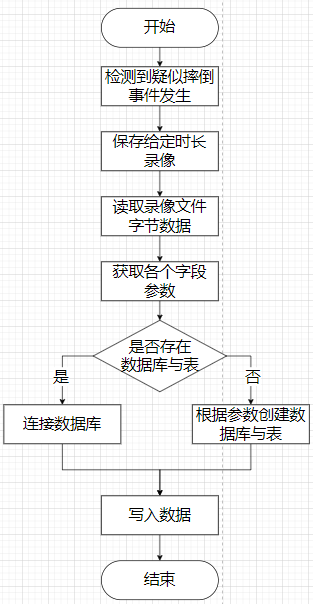 开始
检测到疑似摔倒
事件发生
保存给定时长
录像
读取录像文件
字节数据
获取各个字段
参数
是否存在
数据库与表
是
否
连接数据库
根据参数创建数
据库与表
写入数据
结束